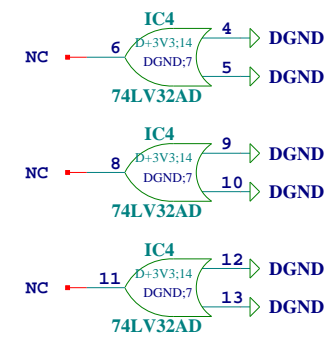 IC4
6
D+3V3;14
4
DGND
NC
DGND;7
5
DGND
74LV32AD
IC4
8
D+3V3;14
9
DGND
NC
DGND;7
10
DGND
74LV32AD
IC4
11
D+3V3;14
12
DGND
NC
DGND;7
13
DGND
74LV32AD